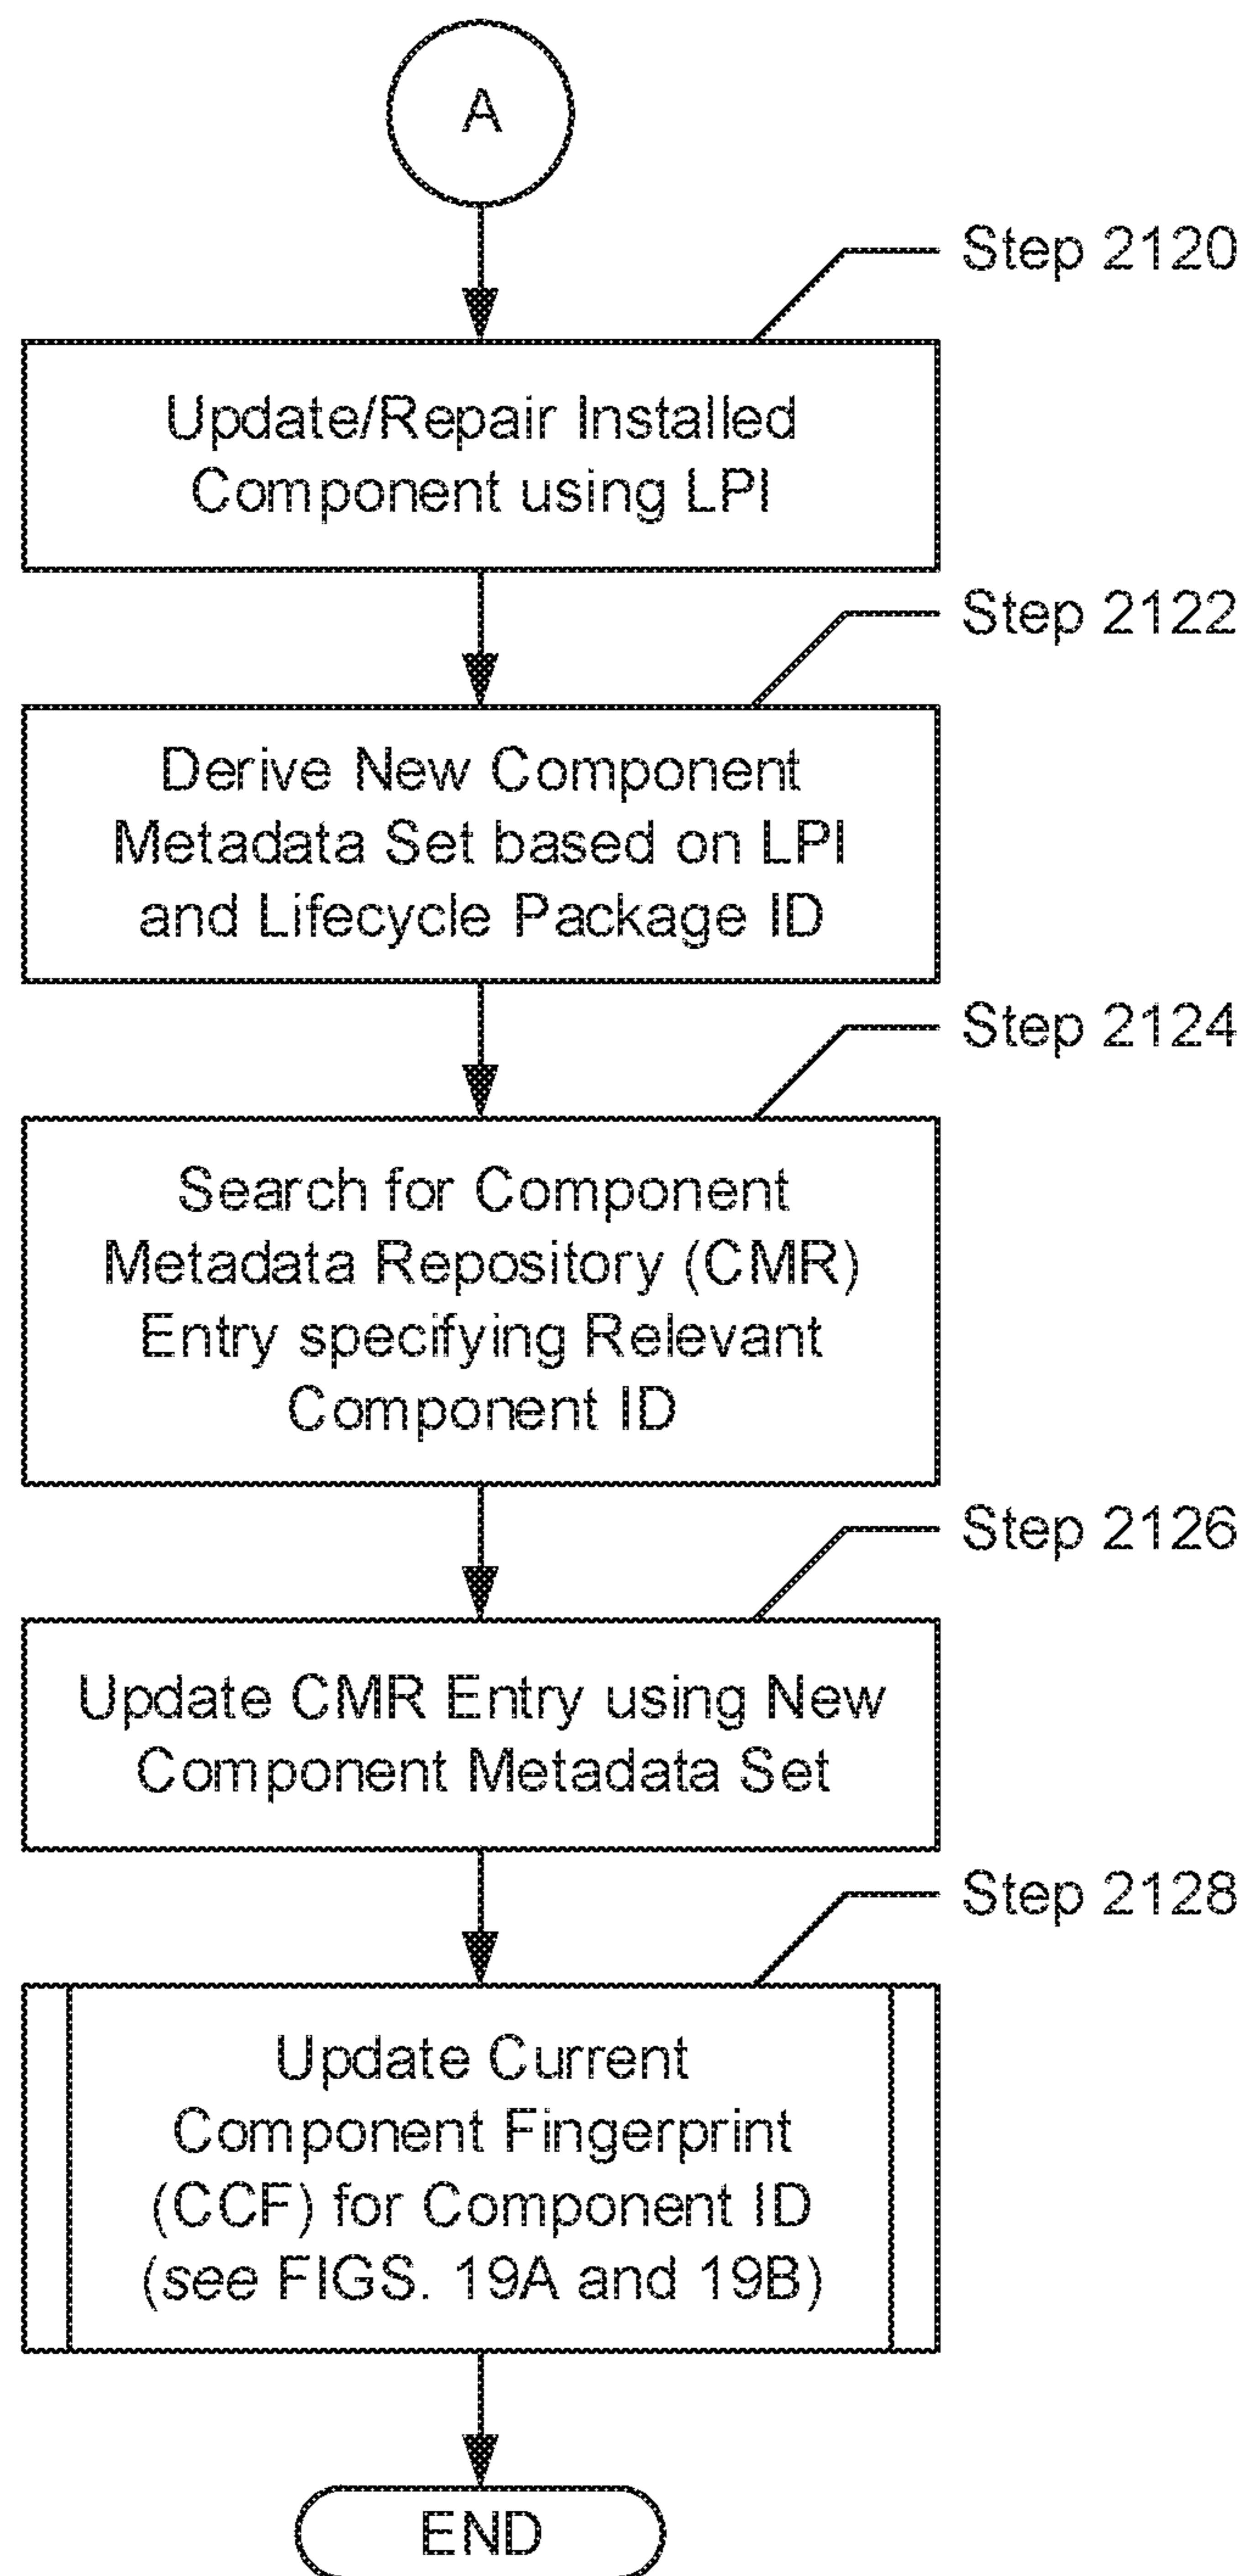 A
Step 2120
Update/Repair Installed
Component using LPI
Step 2122
Derive New Component
Metadata Set based on LPI
and Lifecycle Package ID
Step 2124
Search for Component
Metadata Repository (CMR)
Entry specifying Relevant
Component ID
Step 2126
Update CMR Entry using New
Component Metadata Set
Step 2128
Update Current
Component Fingerprint
(CCF) for Component ID
(see FIGS. 19A and 19B)
END